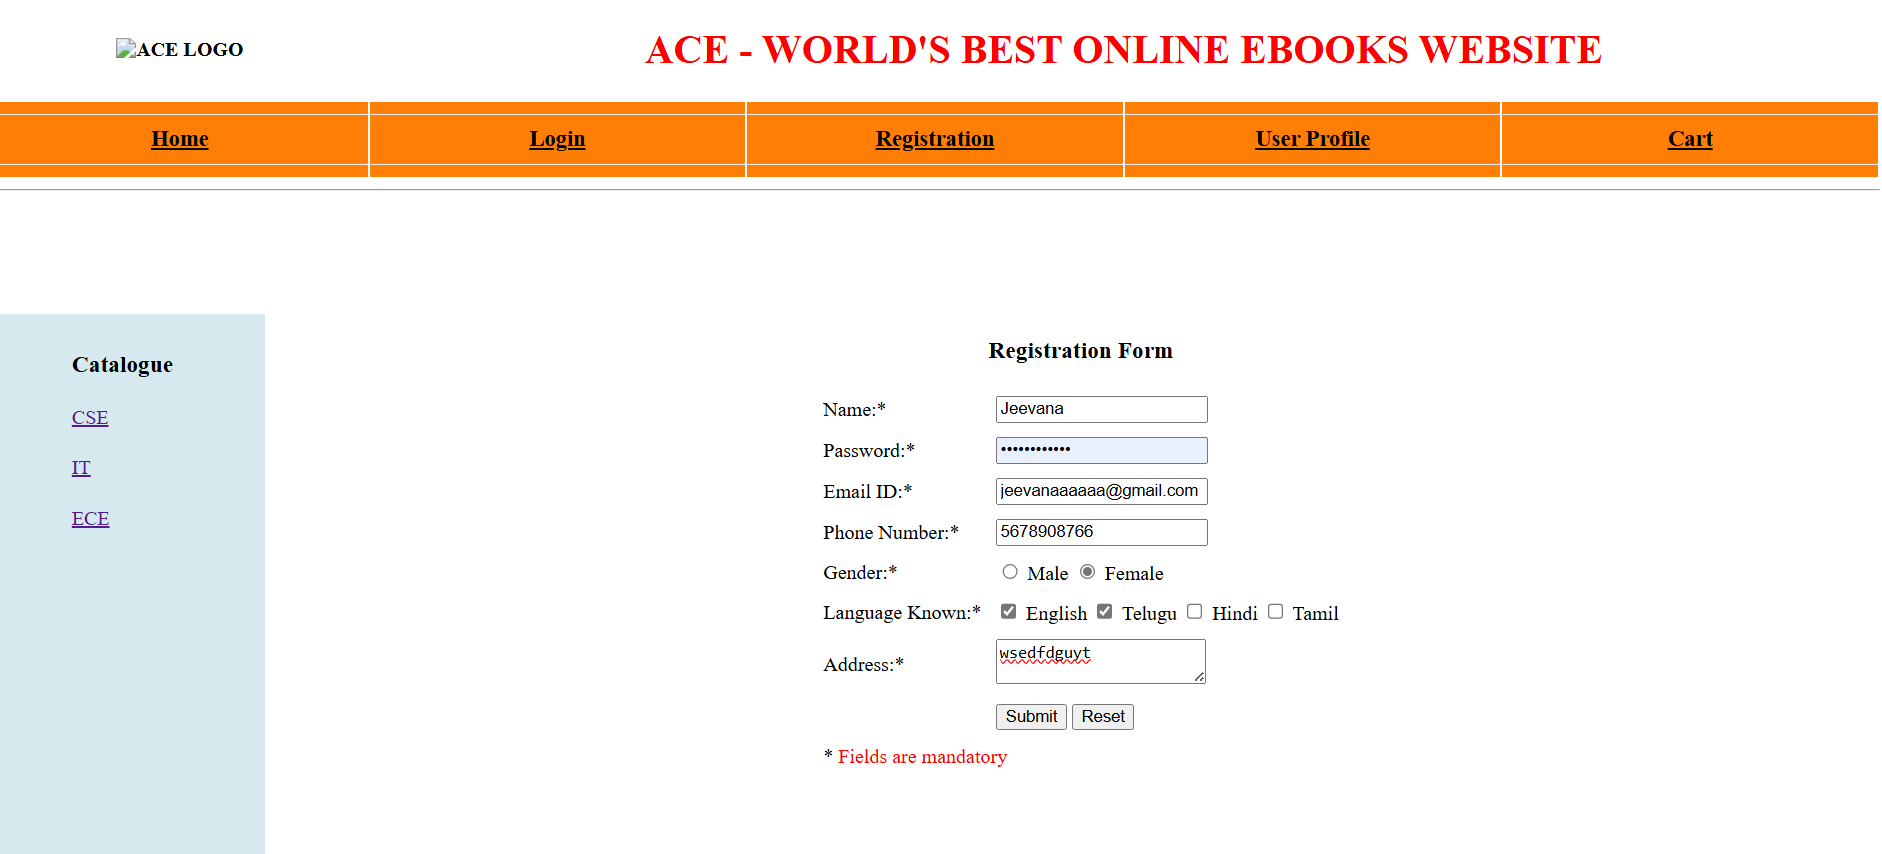 ACE LOGO
ACE - WORLD'S BEST ONLINE EBOOKS WEBSITE
Home Login Registration User Profile Cart
Catalogue
CSE
IT
ECE
Registration Form
Name:* Jeevana
Password:* ••••••••••••
Email ID:* jeevanaaaaaa@gmail.com
Phone Number:* 5678908766
Gender:* Male Female
Language Known:* English Telugu Hindi Tamil
Address:* wsedfdguyt
Submit Reset
* Fields are mandatory